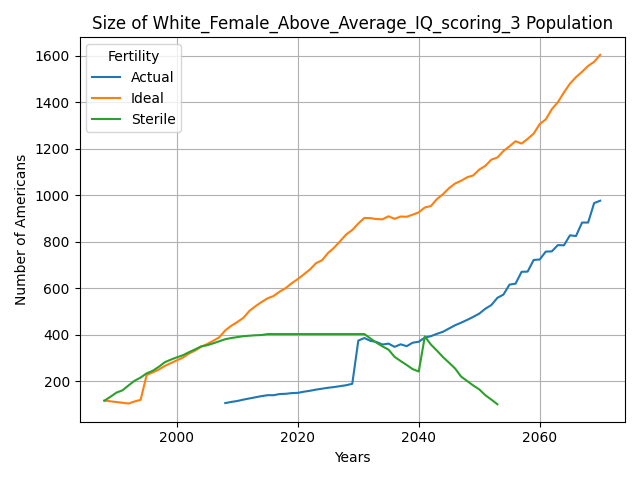 Size of White_Female_Above_Average_IQ_scoring_3 Population
Fertility
Actual
Ideal
Sterile
Number of Americans
1600
1400
1200
1000
800
600
400
200
2000 2020 2040 2060
Years